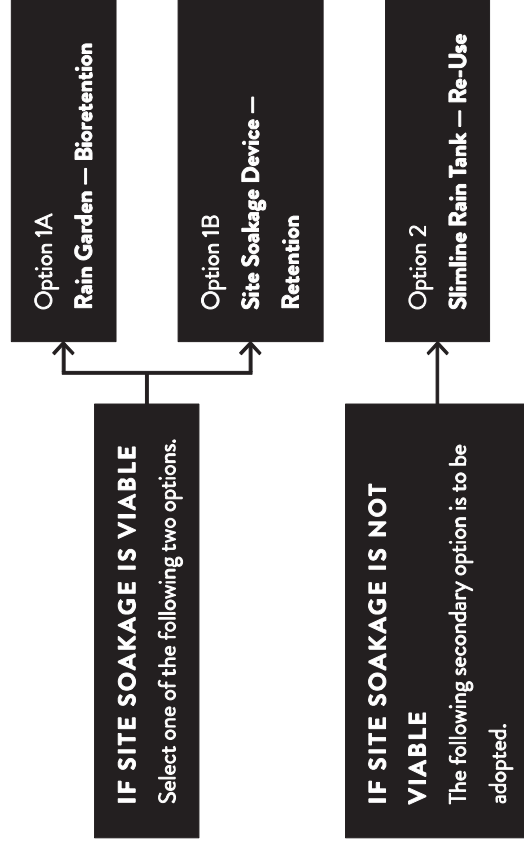 IF SITE SOAKAGE IS VIABLE
Select one of the following two options.
Option 1A
Rain Garden — Bioretention
Option 1B
Site Soakage Device —
Retention
IF SITE SOAKAGE IS NOT
VIABLE
The following secondary option is to be
adopted.
Option 2
Slimline Rain Tank — Re-Use